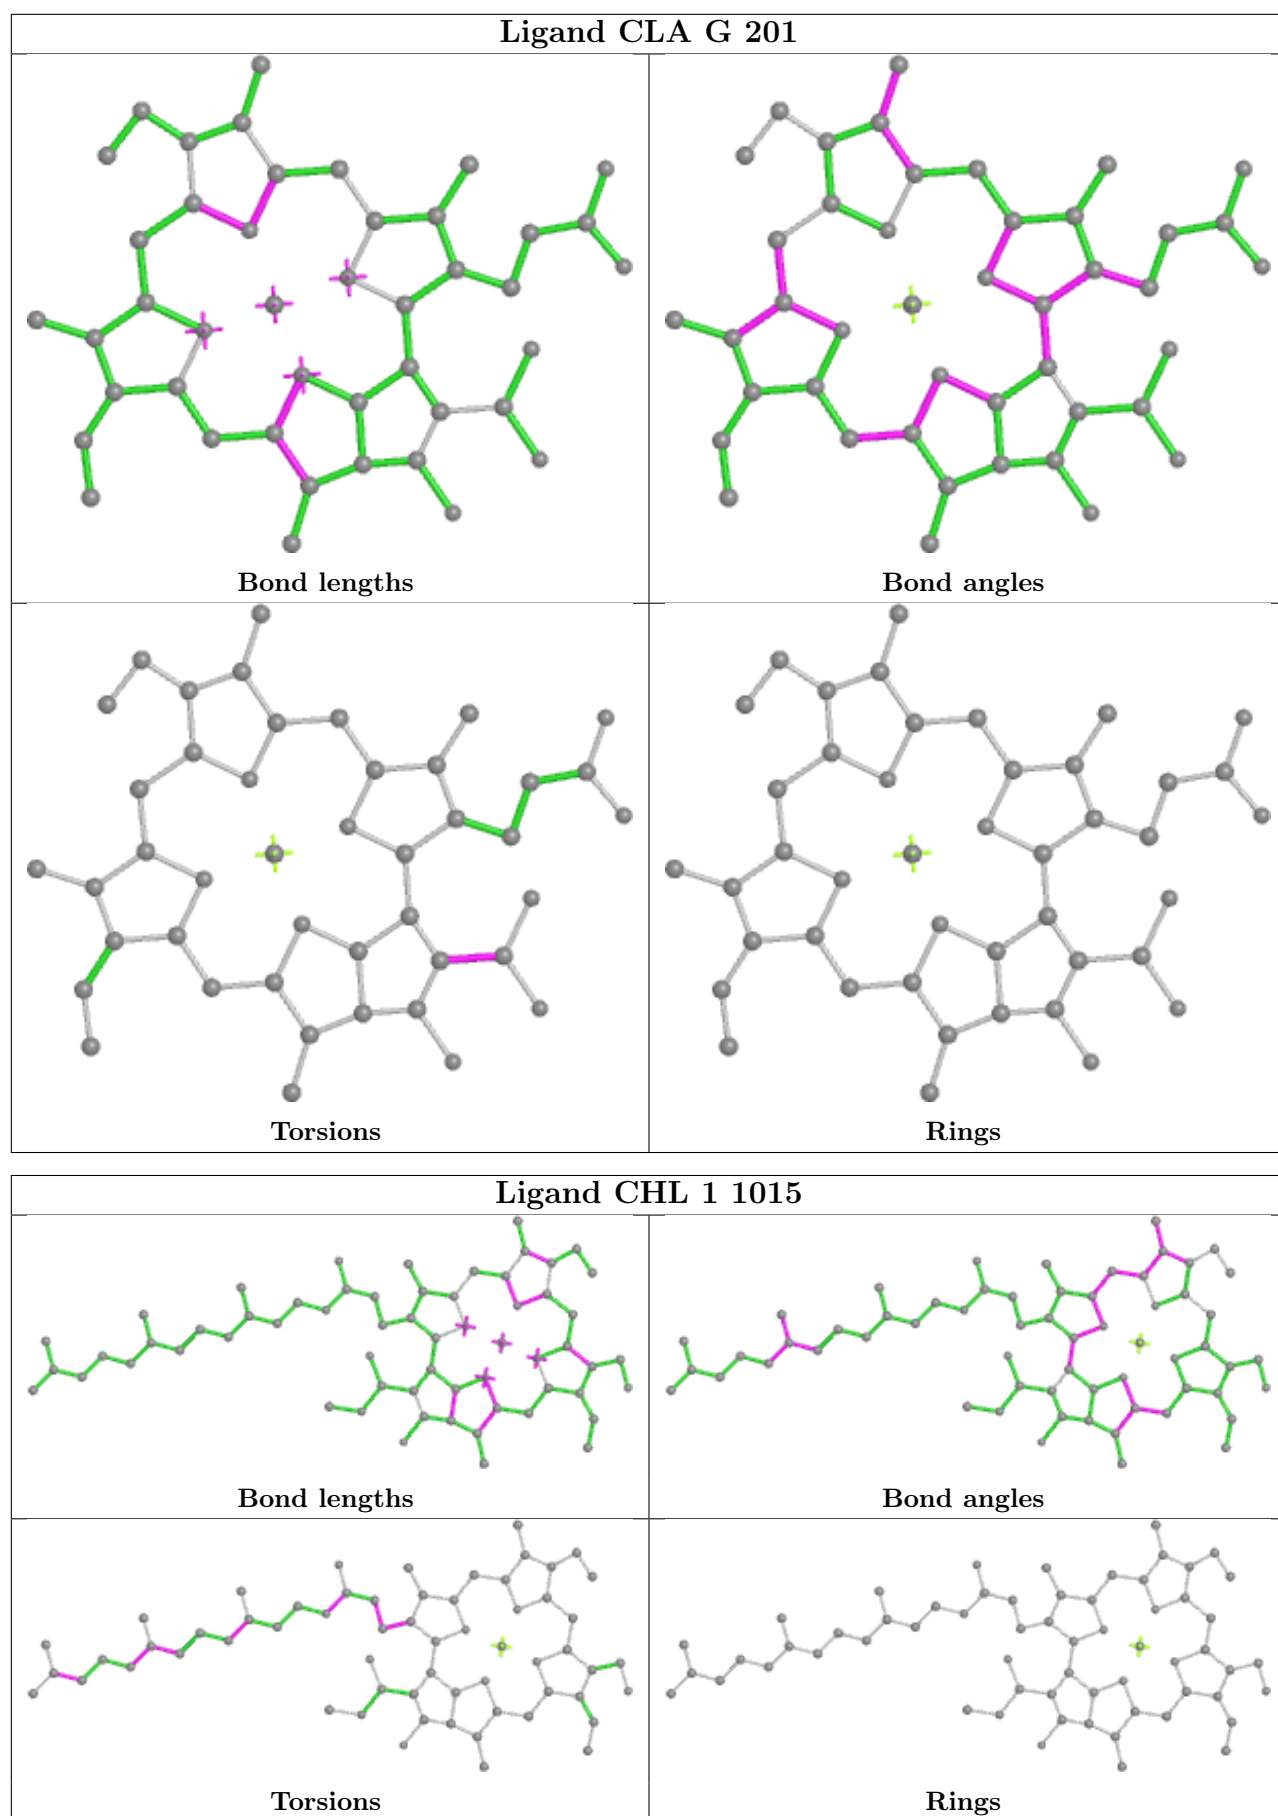 Ligand CLA G 201
Bond lengths
Bond angles
Torsions
Rings
Ligand CHL 1 1015
Bond lengths
Bond angles
Torsions
Rings